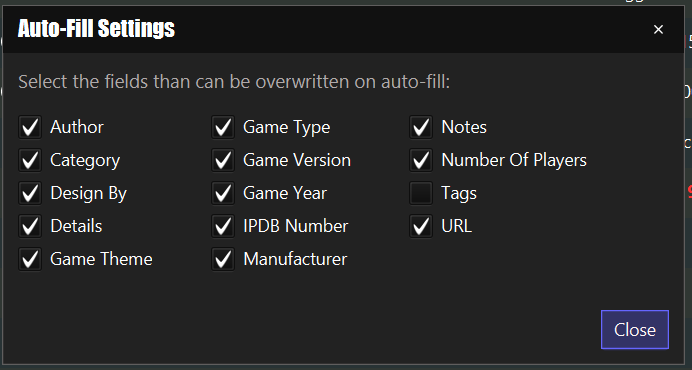 Auto-Fill Settings
Select the fields than can be overwritten on auto-fill:
Author Game Type Notes
Category Game Version Number Of Players
Design By Game Year Tags
Details IPDB Number URL
Game Theme Manufacturer
Close